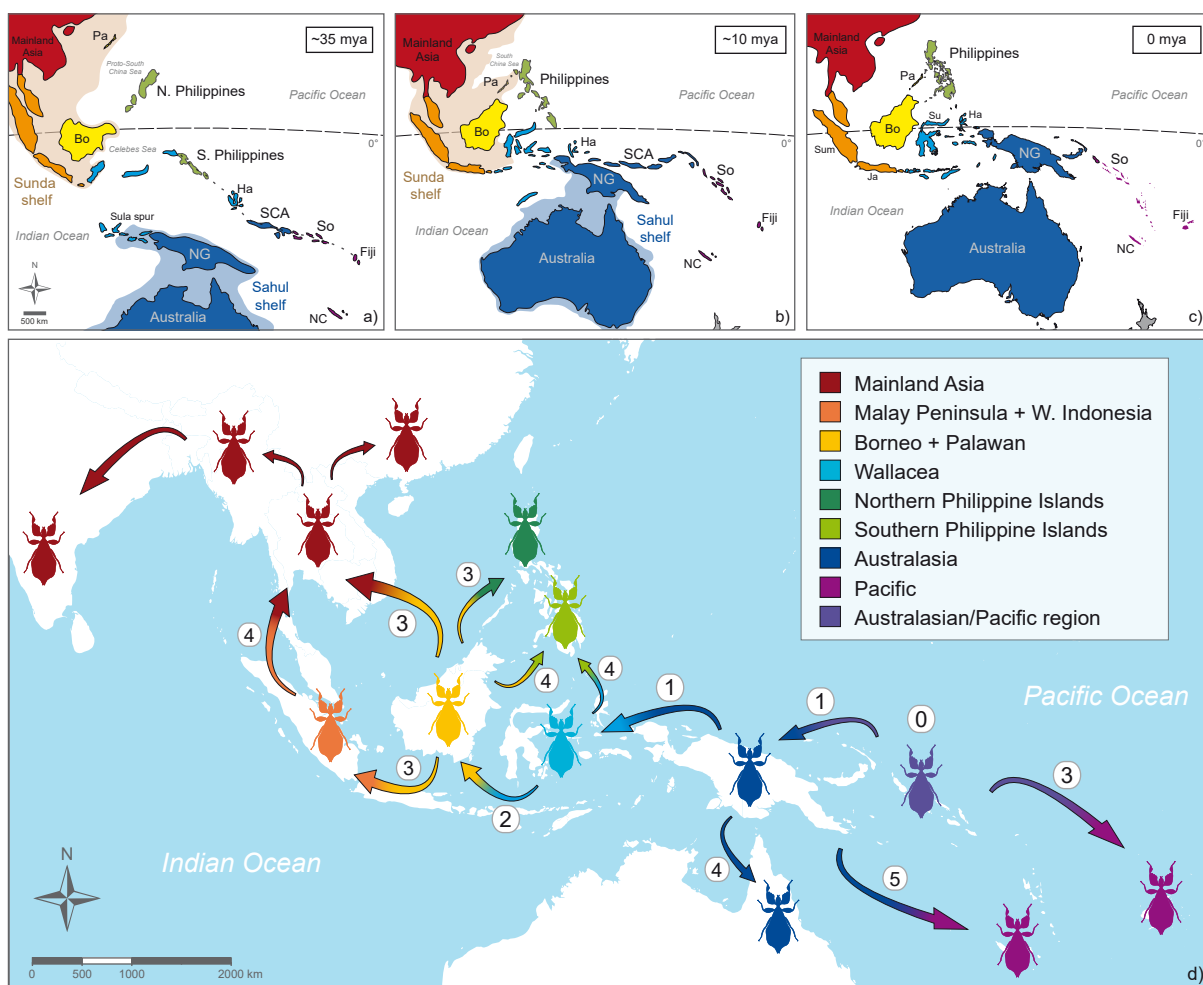 ~35 mya
Mainland
Asia
Pa
Proto-South
China Sea
N. Philippines
Pacific Ocean
Bo
0°
Celebes Sea
S. Philippines
Sunda
shelf
Ha
Sula spur
SCA
So
Indian Ocean
Fiji
NG
N
Sahul
shelf
500 km
Australia
NC
a)
~10 mya
Mainland
Asia
South
China Sea
Pa
Philippines
Pacific Ocean
Bo
0°
Ha
SCA
Sunda
shelf
NG
So
Fiji
Indian Ocean
Sahul
shelf
Australia
NC
b)
0 mya
Mainland
Asia
Philippines
Pa
Pacific Ocean
Bo
Su
Ha
0°
Sum
NG
So
Ja
Fiji
Indian Ocean
NC
Australia
c)
Mainland Asia
Malay Peninsula + W. Indonesia
Borneo + Palawan
Wallacea
Northern Philippine Islands
Southern Philippine Islands
Australasia
Pacific
Australasian/Pacific region
3
3
4
4
4
1
1
0
Pacific Ocean
3
3
2
4
5
Indian Ocean
N
0
500
1000
2000 km
d)